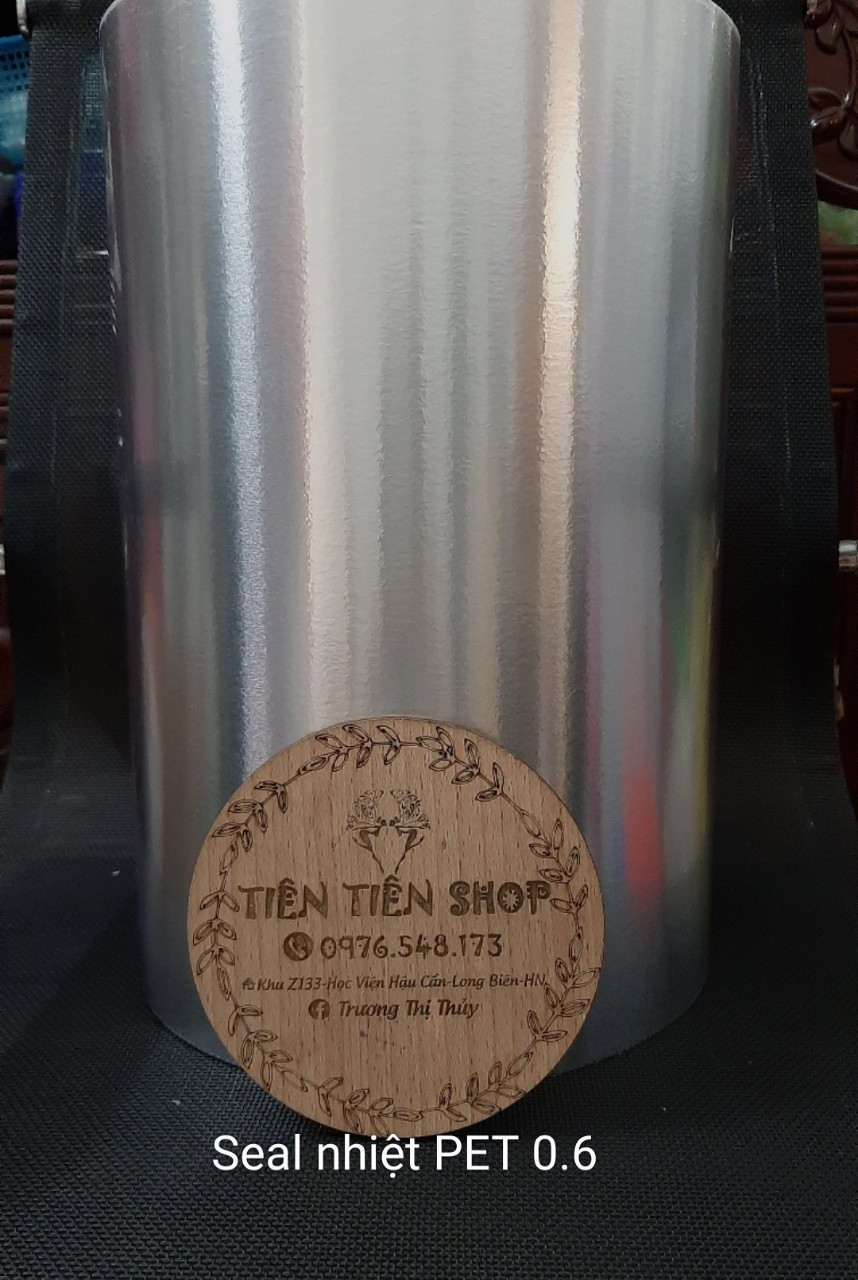 TIÊN TIÊN SHOP
0976.548.173
Khu Z133-Học Viện Hậu Cần-Long Biên-HN
Trương Thị Thủy
Seal nhiệt PET 0.6